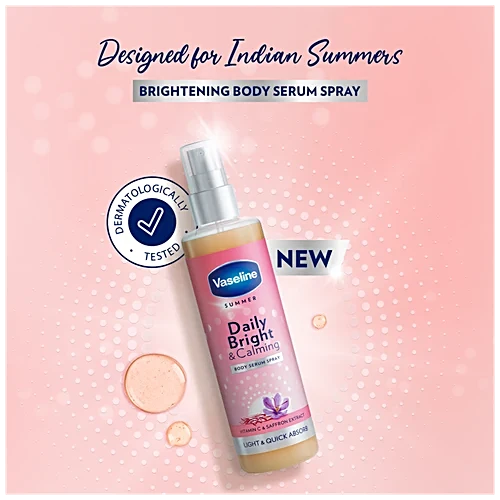 Designed for Indian Summers
BRIGHTENING BODY SERUM SPRAY
DERMATOLOGICALLY
• TESTED •
NEW
Vaseline
SUMMER
Daily
Bright
& Calming
BODY SERUM SPRAY
VITAMIN C & SAFFRON EXTRACT
LIGHT & QUICK ABSORB